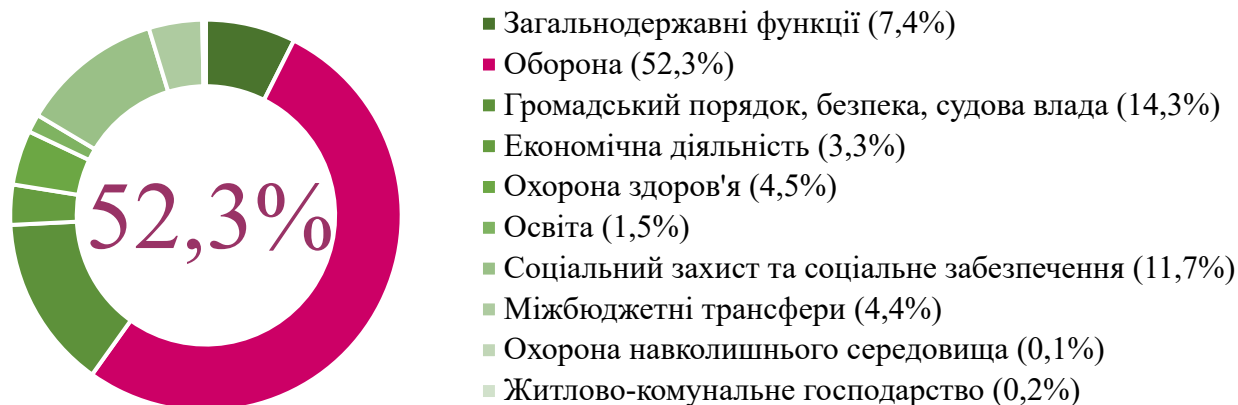 52,3%
Загальнодержавні функції (7,4%)
Оборона (52,3%)
Громадський порядок, безпека, судова влада (14,3%)
Економічна діяльність (3,3%)
Охорона здоров'я (4,5%)
Освіта (1,5%)
Соціальний захист та соціальне забезпечення (11,7%)
Міжбюджетні трансфери (4,4%)
Охорона навколишнього середовища (0,1%)
Житлово-комунальне господарство (0,2%)